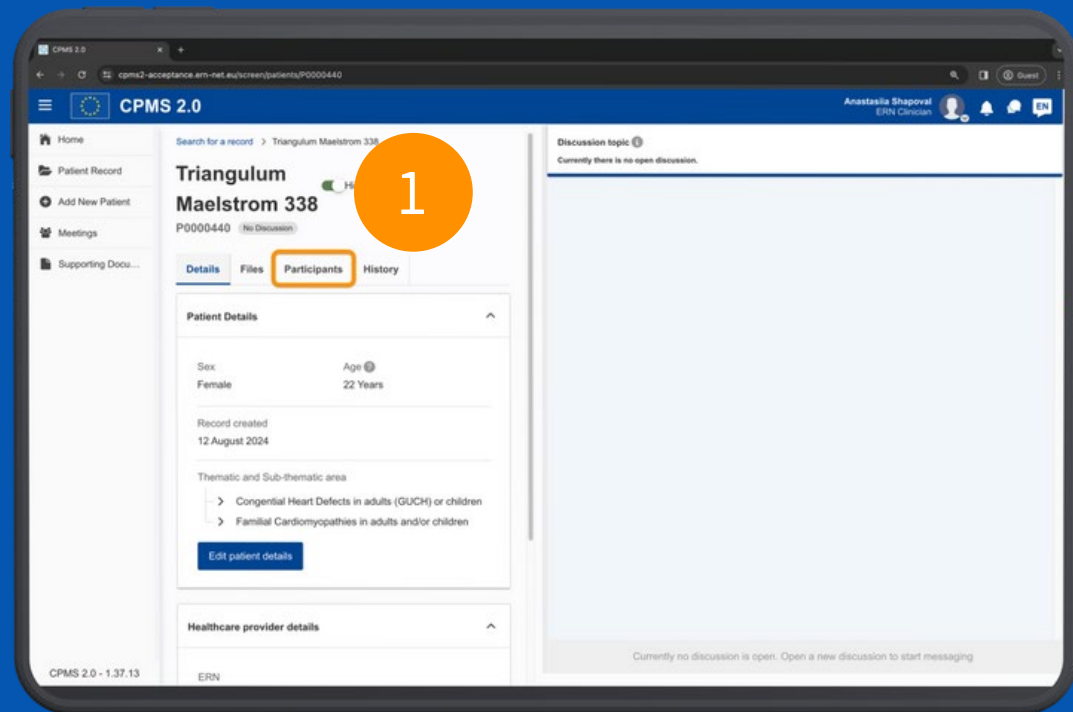 CPMS 2.0
cpms2-acceptance.ern-net.eu/screen/patients/P0000440
Guest
CPMS 2.0
Anastasiia Shapoval
ERN Clinician
EN
Home
Patient Record
Add New Patient
Meetings
Supporting Docu...
Search for a record > Triangulum Maelstrom 338
Triangulum
Maelstrom 338
1
P0000440 No Discussion
Details Files Participants History
Patient Details
Sex Age
Female 22 Years
Record created
12 August 2024
Thematic and Sub-thematic area
Congential Heart Defects in adults (GUCH) or children
Familial Cardiomyopathies in adults and/or children
Edit patient details
Healthcare provider details
ERN
CPMS 2.0 - 1.37.13
Discussion topic
Currently there is no open discussion.
Currently no discussion is open. Open a new discussion to start messaging